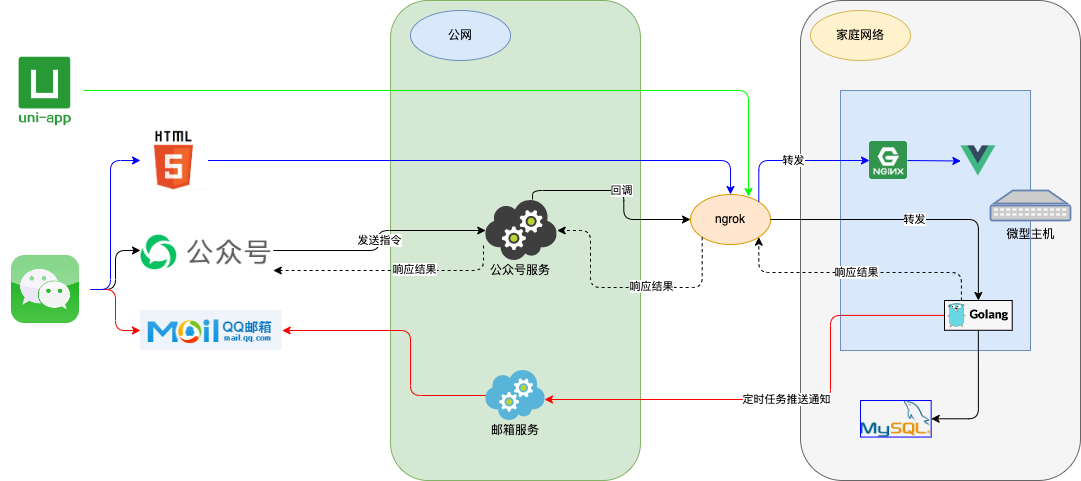 公网
家庭网络
uni-app
HTML
5
转发
NGINX
回调
ngrok
转发
微型主机
公众号
发送指令
公众号服务
响应结果
响应结果
响应结果
Golang
Mail QQ邮箱
mail.qq.com
定时任务推送通知
邮箱服务
MySQL